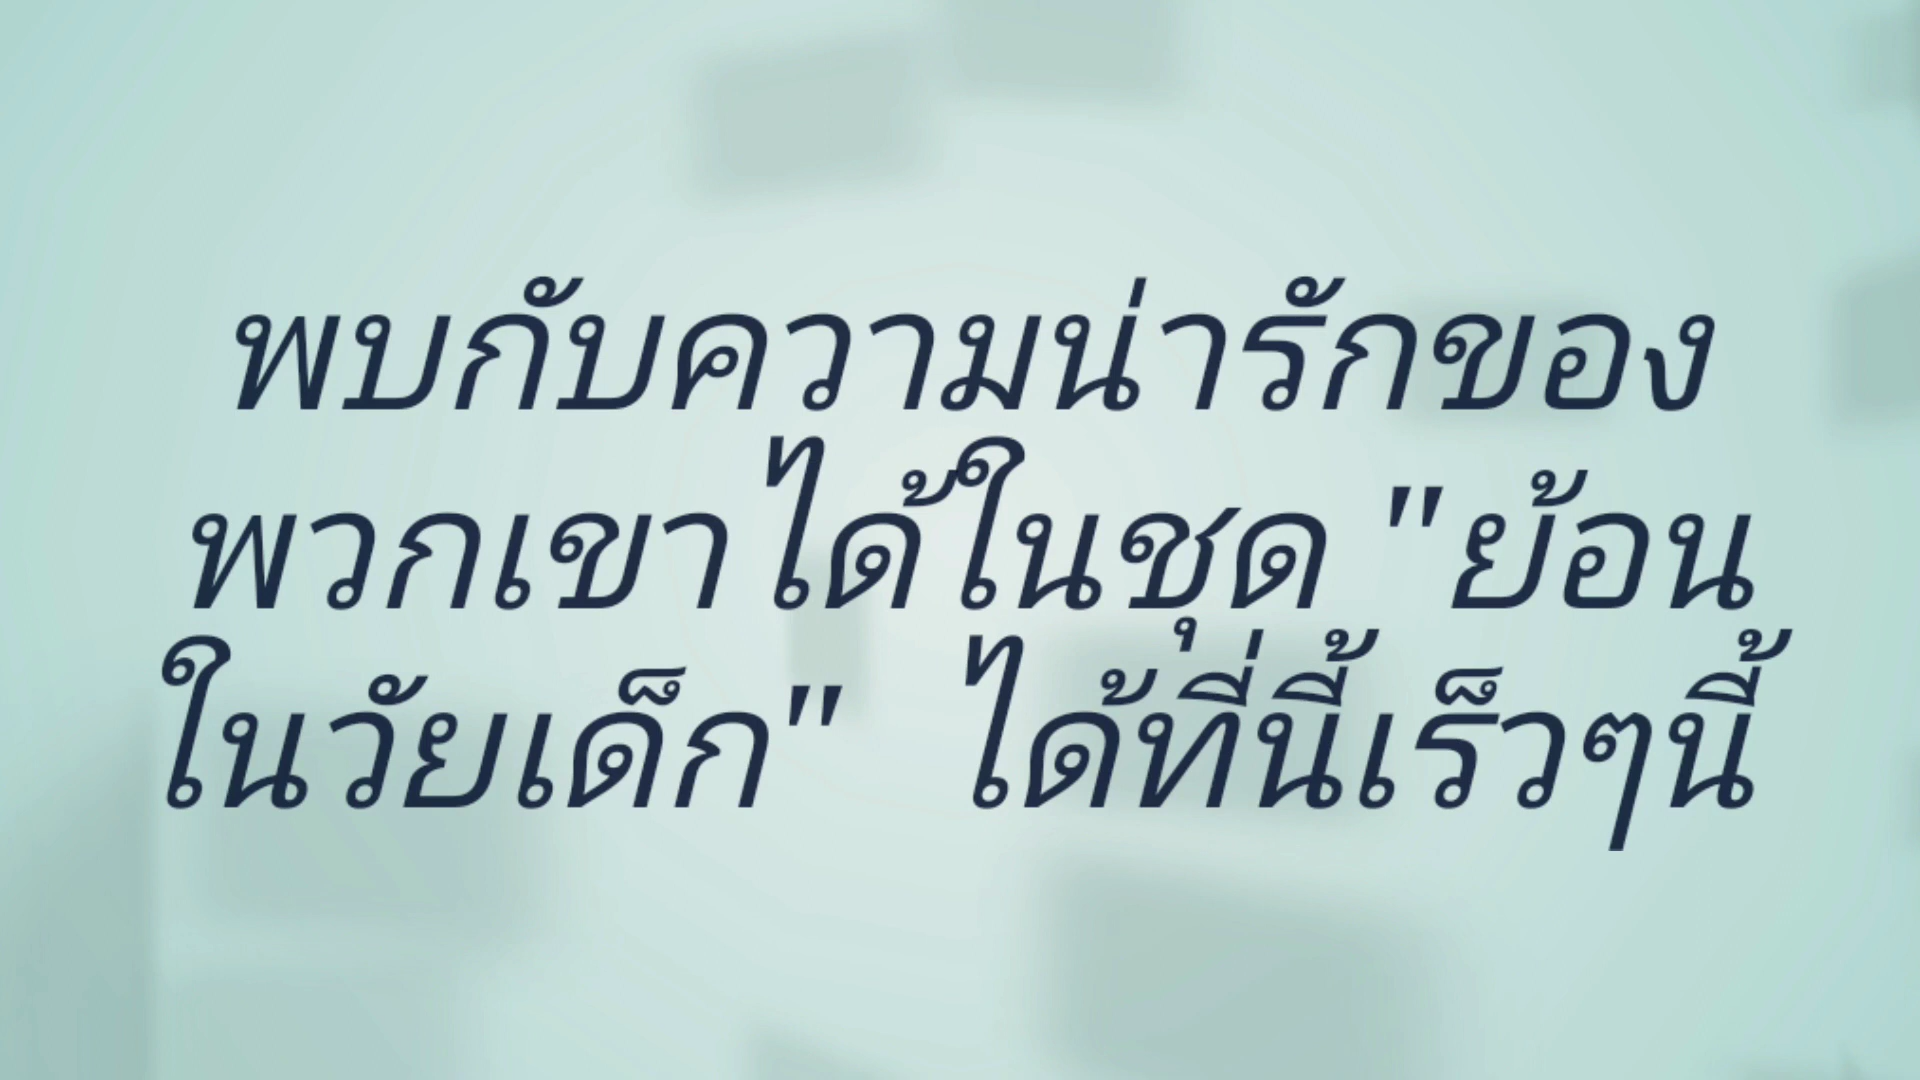 พบกับความน่ารักของ
พวกเขาได้ในชุด "ย้อน
ในวัยเด็ก"  ได้ที่นี้เร็วๆนี้